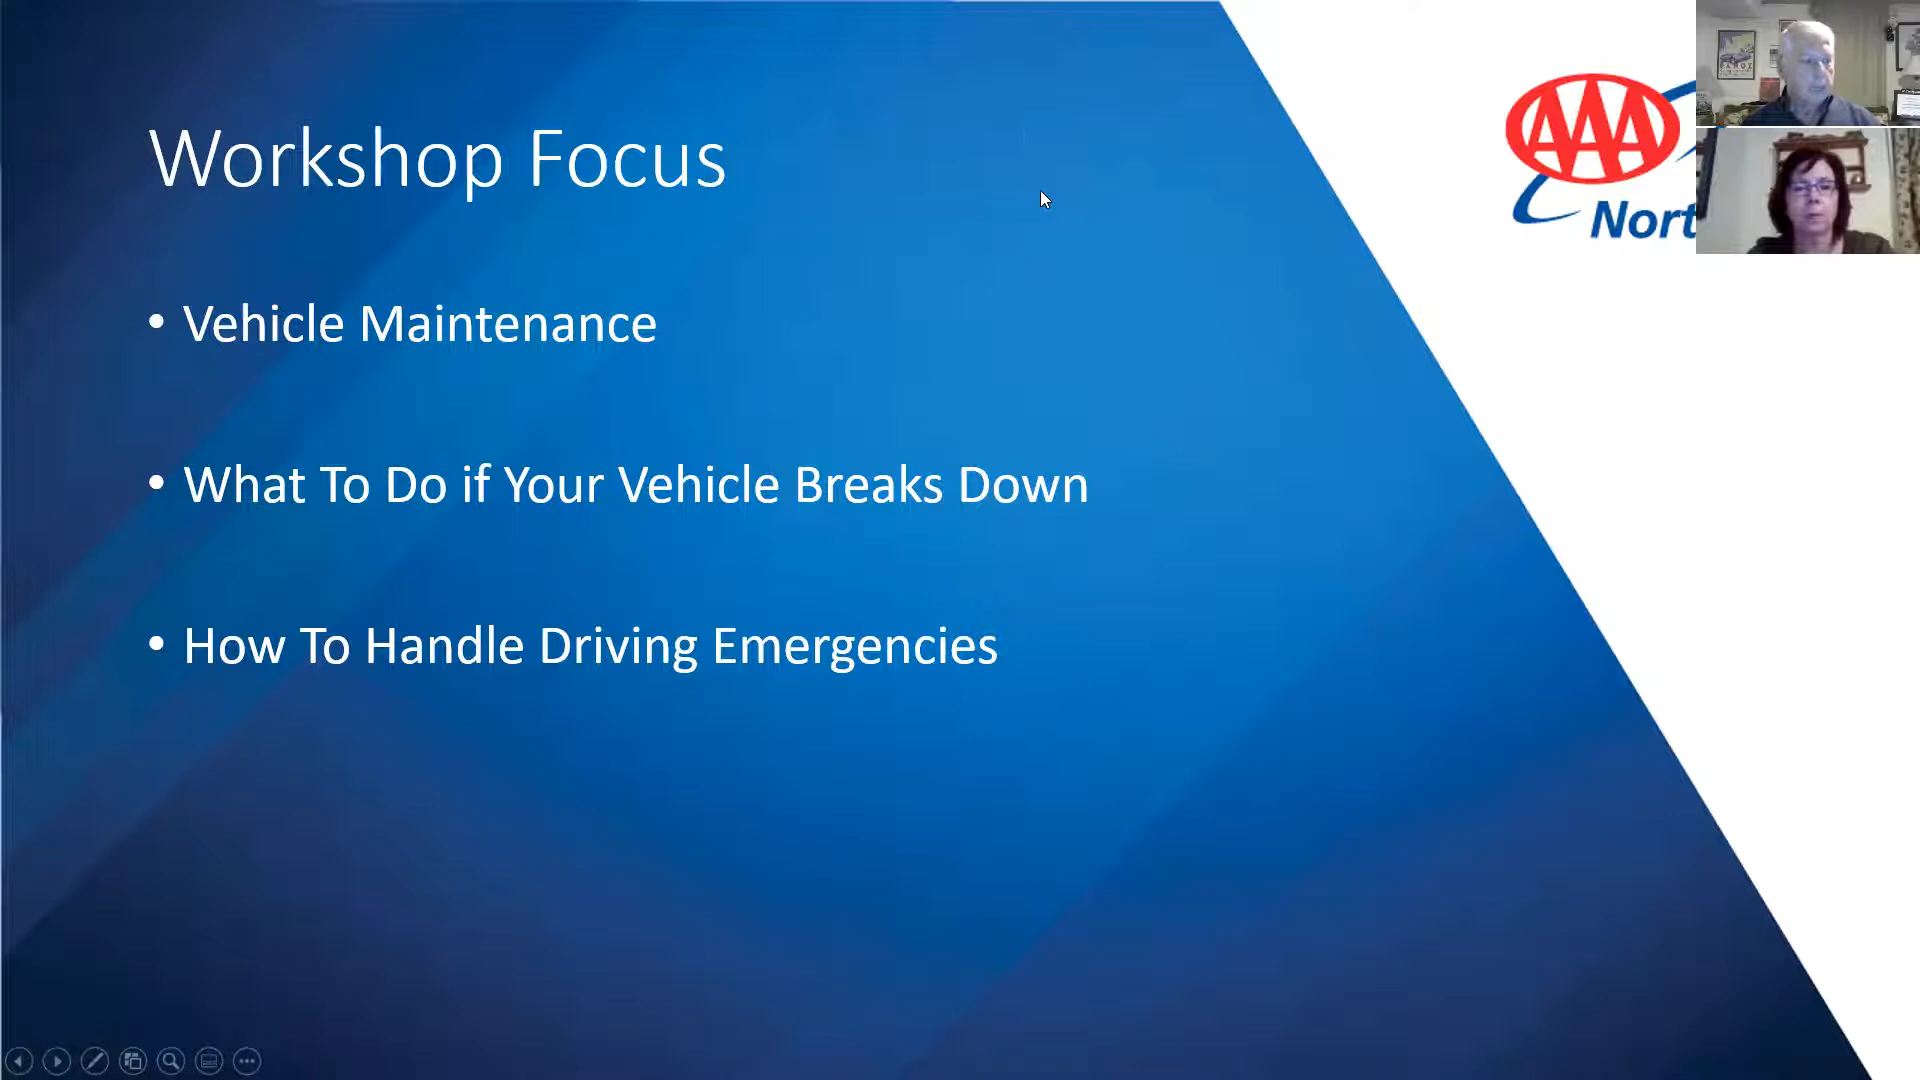 Workshop Focus
AAA
Nort
• Vehicle Maintenance
• What To Do if Your Vehicle Breaks Down
• How To Handle Driving Emergencies